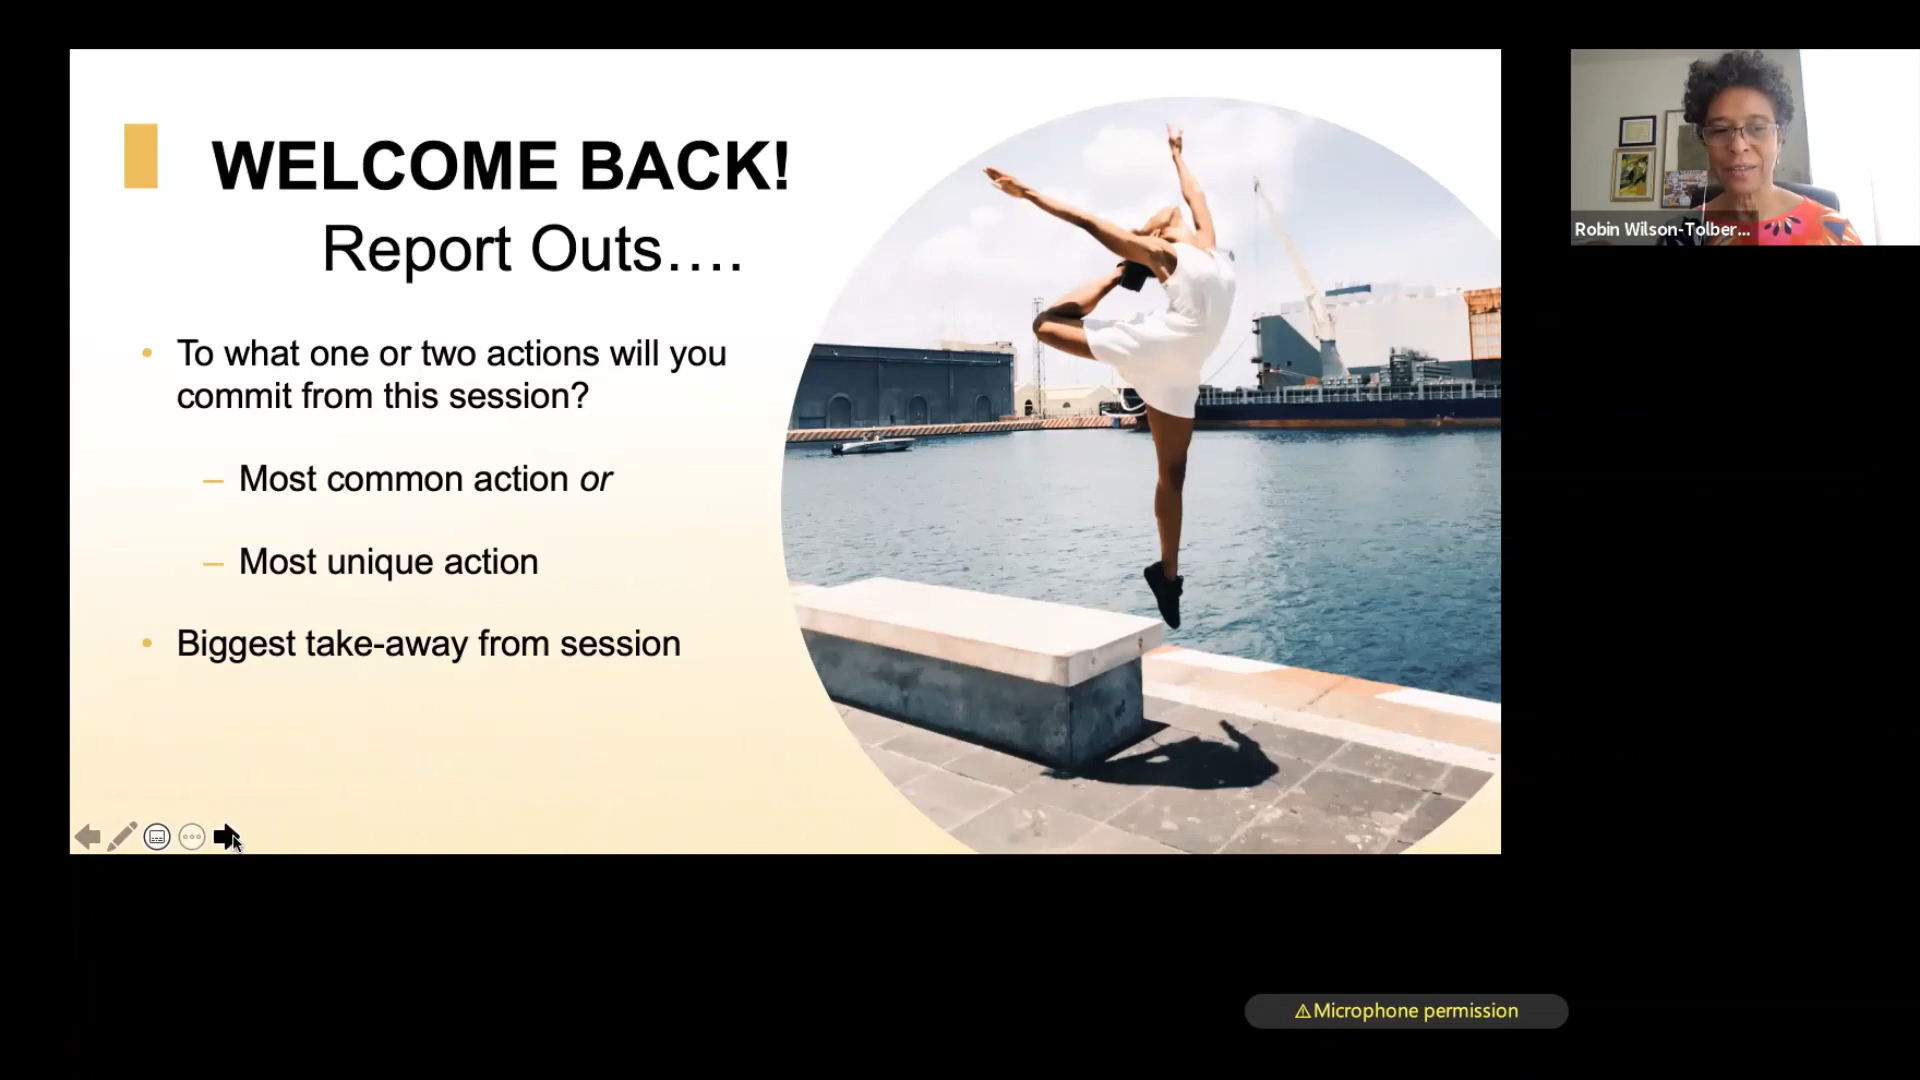 WELCOME BACK!
Report Outs….
• To what one or two actions will you
commit from this session?
– Most common action or
– Most unique action
• Biggest take-away from session
Robin Wilson-Tolber...
⚠Microphone permission